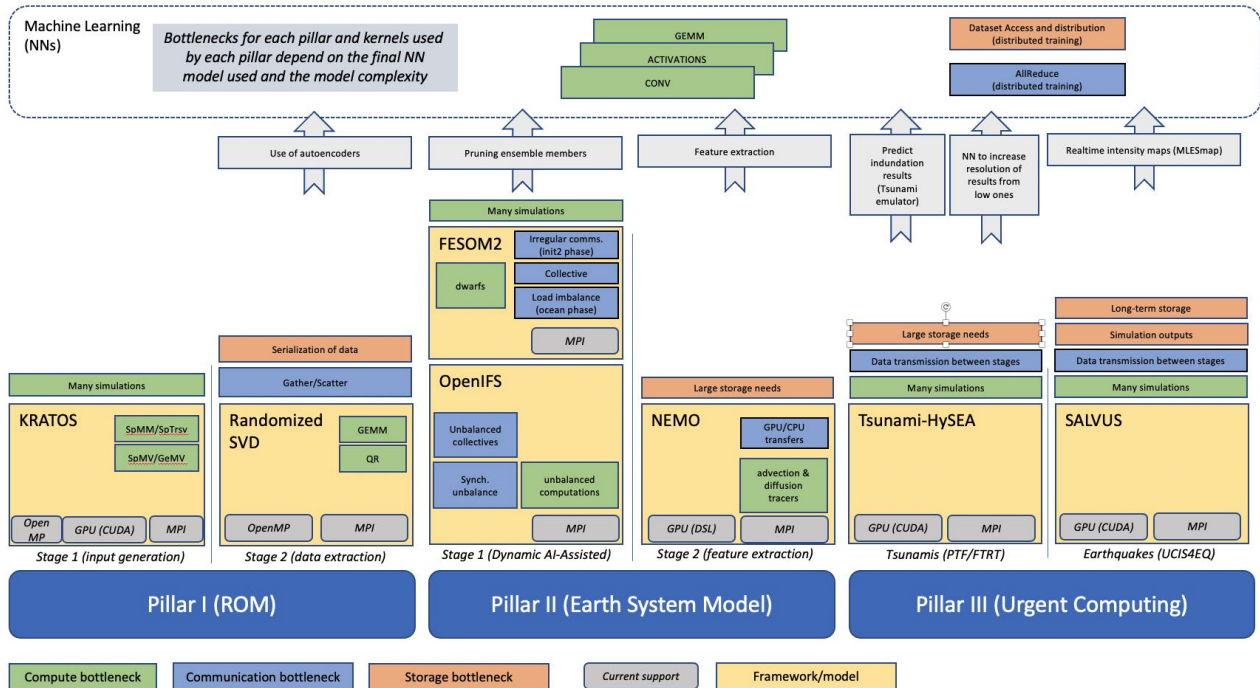 Machine Learning
(NNs)
Bottlenecks for each pillar and kernels used
by each pillar depend on the final NN
model used and the model complexity
GEMM
ACTIVATIONS
CONV
Dataset Access and distribution
(distributed training)
AllReduce
(distributed training)
Use of autoencoders
Pruning ensemble members
Feature extraction
Predict
indundation
results
(Tsunami
emulator)
NN to increase
resolution of
results from
low ones
Realtime intensity maps (MLESmap)
Many simulations
KRATOS
SpMM/SpTrsv
SpMV/GeMV
Open
MP
GPU (CUDA)
MPI
Stage 1 (input generation)
Serialization of data
Gather/Scatter
Randomized
SVD
GEMM
QR
OpenMP
MPI
Stage 2 (data extraction)
Many simulations
FESOM2
Irregular comms.
(init2 phase)
dwarfs
Collective
Load imbalance
(ocean phase)
MPI
OpenIFS
Unbalanced
collectives
Synch.
unbalance
unbalanced
computations
MPI
Stage 1 (Dynamic AI-Assisted)
Large storage needs
NEMO
GPU/CPU
transfers
advection &
diffusion
tracers
GPU (DSL)
MPI
Stage 2 (feature extraction)
Large storage needs
Data transmission between stages
Many simulations
Tsunami-HySEA
GPU (CUDA)
MPI
Tsunamis (PTF/FTRT)
Long-term storage
Simulation outputs
Data transmission between stages
Many simulations
SALVUS
GPU (CUDA)
MPI
Earthquakes (UCIS4EQ)
Pillar I (ROM)
Pillar II (Earth System Model)
Pillar III (Urgent Computing)
Compute bottleneck
Communication bottleneck
Storage bottleneck
Current support
Framework/model